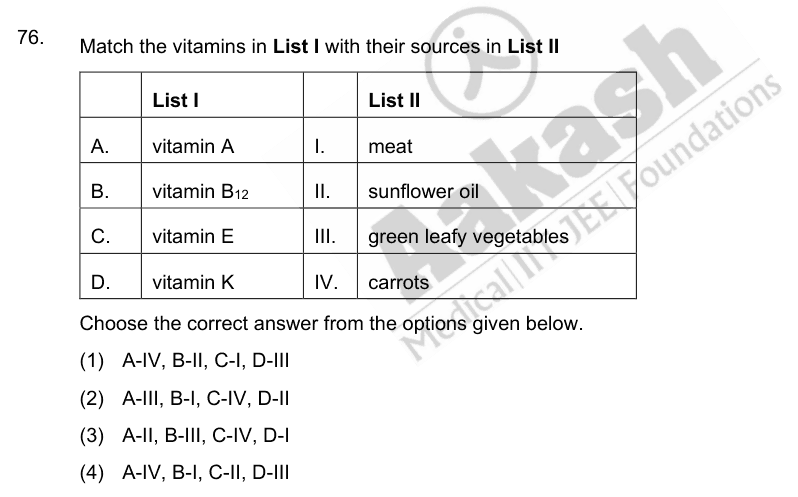 76. Match the vitamins in List I with their sources in List II
List I List II
A. vitamin A I. meat
B. vitamin B₁₂ II. sunflower oil
C. vitamin E III. green leafy vegetables
D. vitamin K IV. carrots
Choose the correct answer from the options given below.
(1) A-IV, B-II, C-I, D-III
(2) A-III, B-I, C-IV, D-II
(3) A-II, B-III, C-IV, D-I
(4) A-IV, B-I, C-II, D-III
Aakash
Medical|IIT-JEE|Foundations